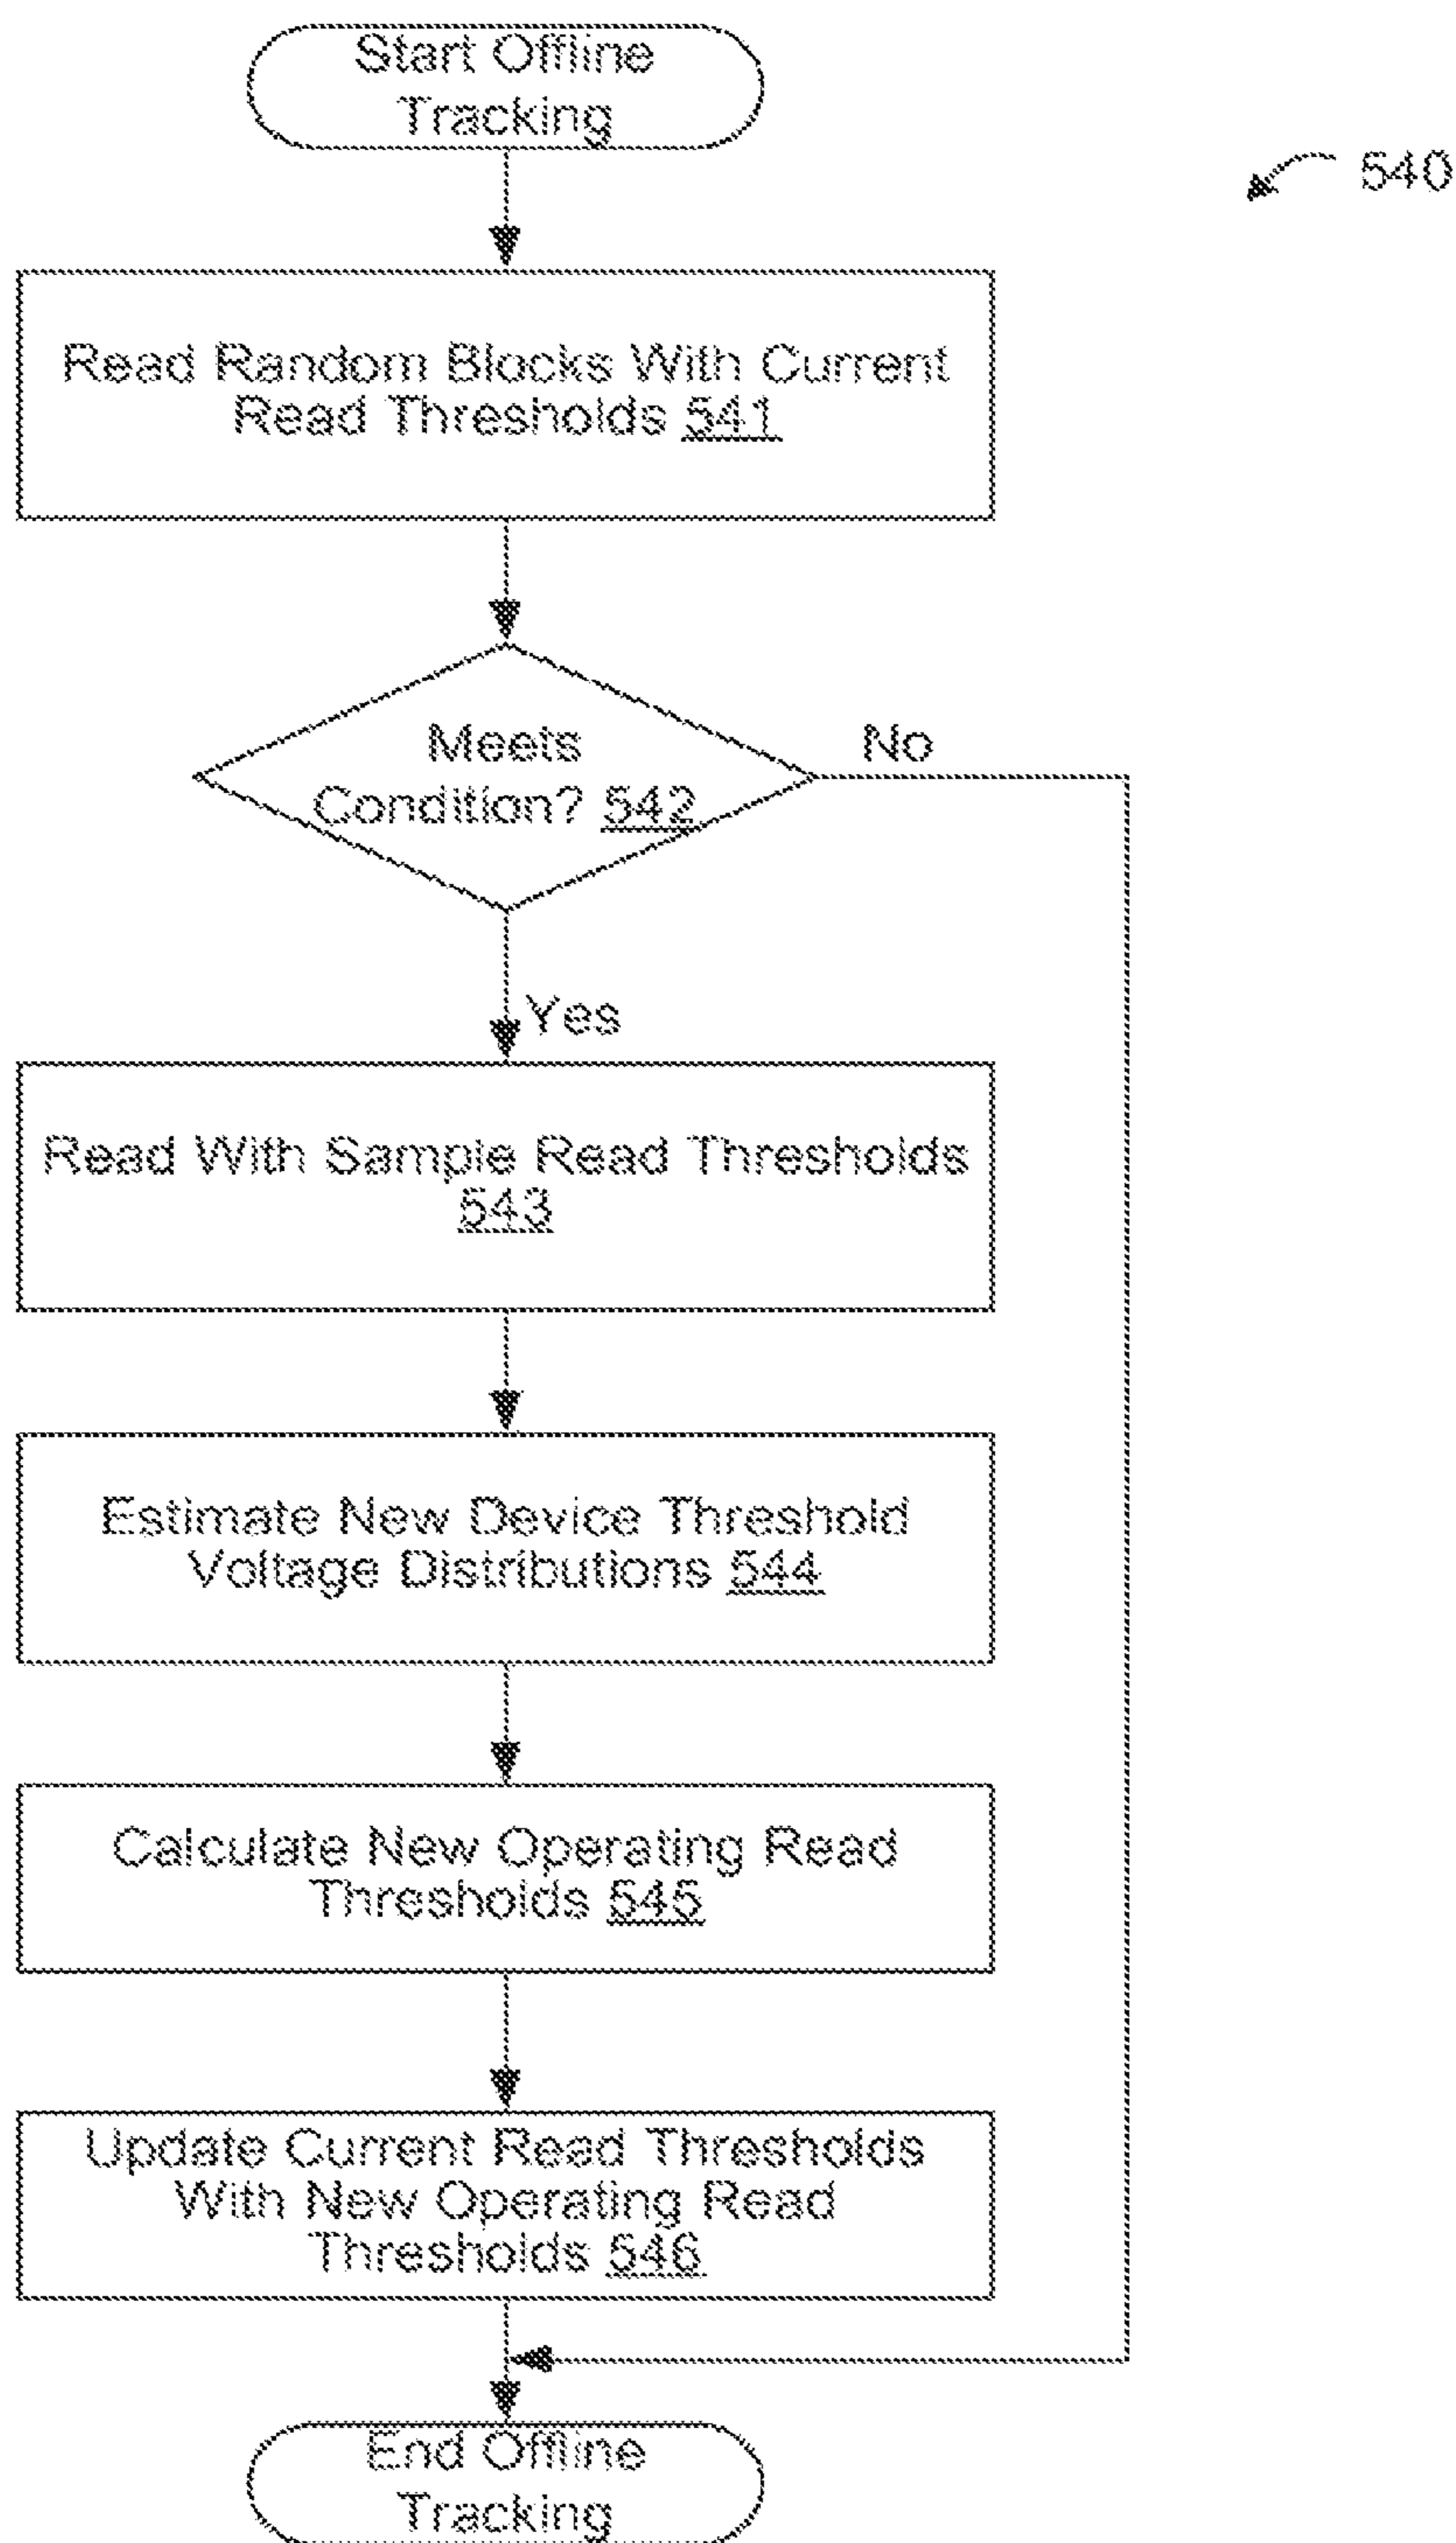 Start Offline
Tracking
540
Read Random Blocks With Current
Read Thresholds 541
Meets
Condition? 542
No
Yes
Read With Sample Read Thresholds
543
Estimate New Device Threshold
Voltage Distributions 544
Calculate New Operating Read
Thresholds 545
Update Current Read Thresholds
With New Operating Read
Thresholds 546
End Offline
Tracking